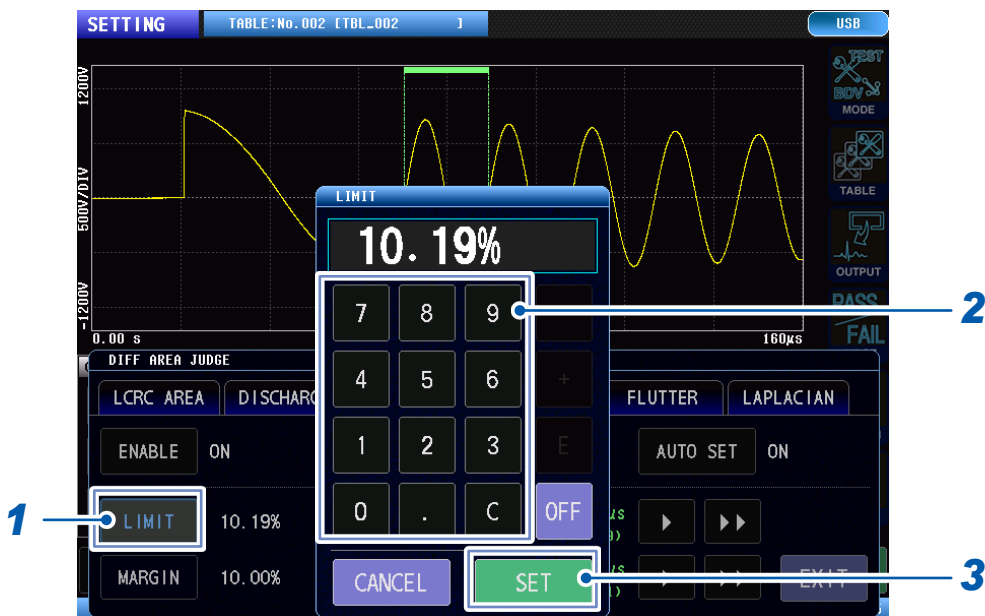 SETTING
TABLE:No.002 [TBL_002 ]
USB
1200V
500V/DIV
-1200V
TEST
BDV
MODE
TABLE
OUTPUT
PASS
FAIL
0.00 s
160μs
LIMIT
10.19%
7 8 9
4 5 6 +
1 2 3 E
0 . C OFF
CANCEL SET
DIFF AREA JUDGE
LCRC AREA DISCHARG FLUTTER LAPLACIAN
ENABLE ON AUTO SET ON
LIMIT 10.19% μs
MARGIN 10.00% μs EXIT
1
2
3